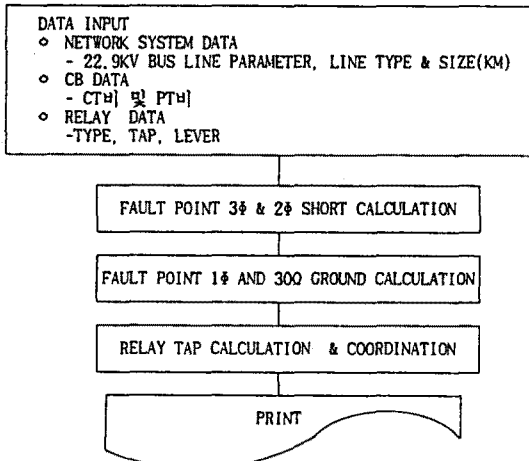 DATA INPUT
o NETWORK SYSTEM DATA
- 22.9KV BUS LINE PARAMETER, LINE TYPE & SIZE(KM)
o CB DATA
- CT비 및 PT비
o RELAY DATA
-TYPE, TAP, LEVER
FAULT POINT 3Φ & 2Φ SHORT CALCULATION
FAULT POINT 1Φ AND 30Ω GROUND CALCULATION
RELAY TAP CALCULATION & COORDINATION
PRINT